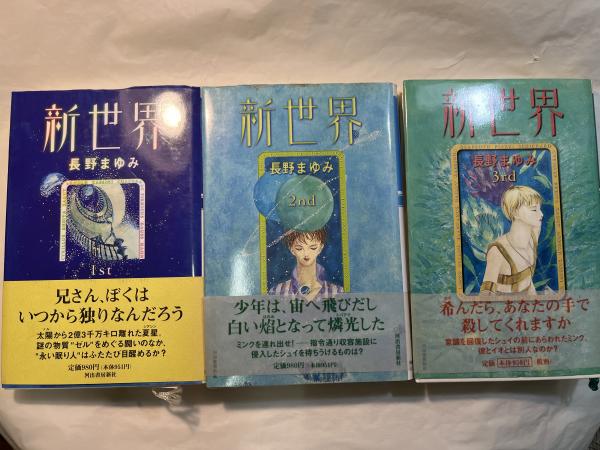 新世界
長野まゆみ
1st
兄さん、ぼくは
いつから独りなんだろう
太陽から2億3千万キロ離れた夏星。
謎の物質"ゼル"をめぐる闘いのなか、
"永い眠り人"はふたたび目醒めるか?
定価980円/本体951円
河出書房新社
新世界
長野まゆみ
2nd
少年は、宙へ飛びだし
白い焰となって燐光した
ミンクを連れ出せ!——指令通り収容施設に
侵入したシュイを待ちうけるものは?
定価980円/本体951円
河出書房新社
新世界
長野まゆみ
3rd
希んだら、あなたの手で
殺してくれますか
意識を回復したシュイの前にあらわれたミンク、
彼とイオとは別人なのか?
定価